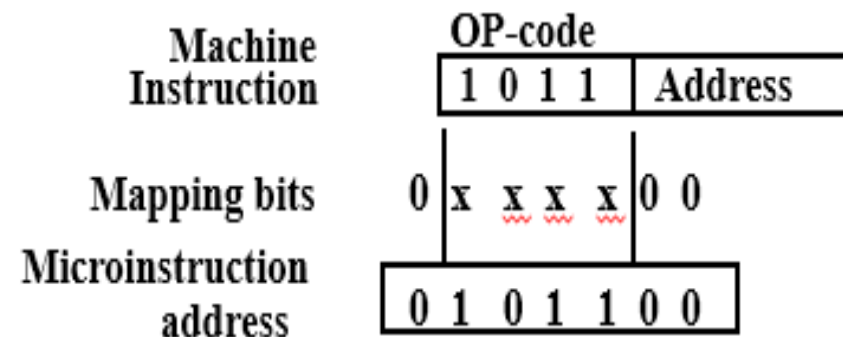 OP-code
Machine
Instruction
1 0 1 1 Address
Mapping bits 0 x x x x 0 0
Microinstruction
address
0 1 0 1 1 0 0